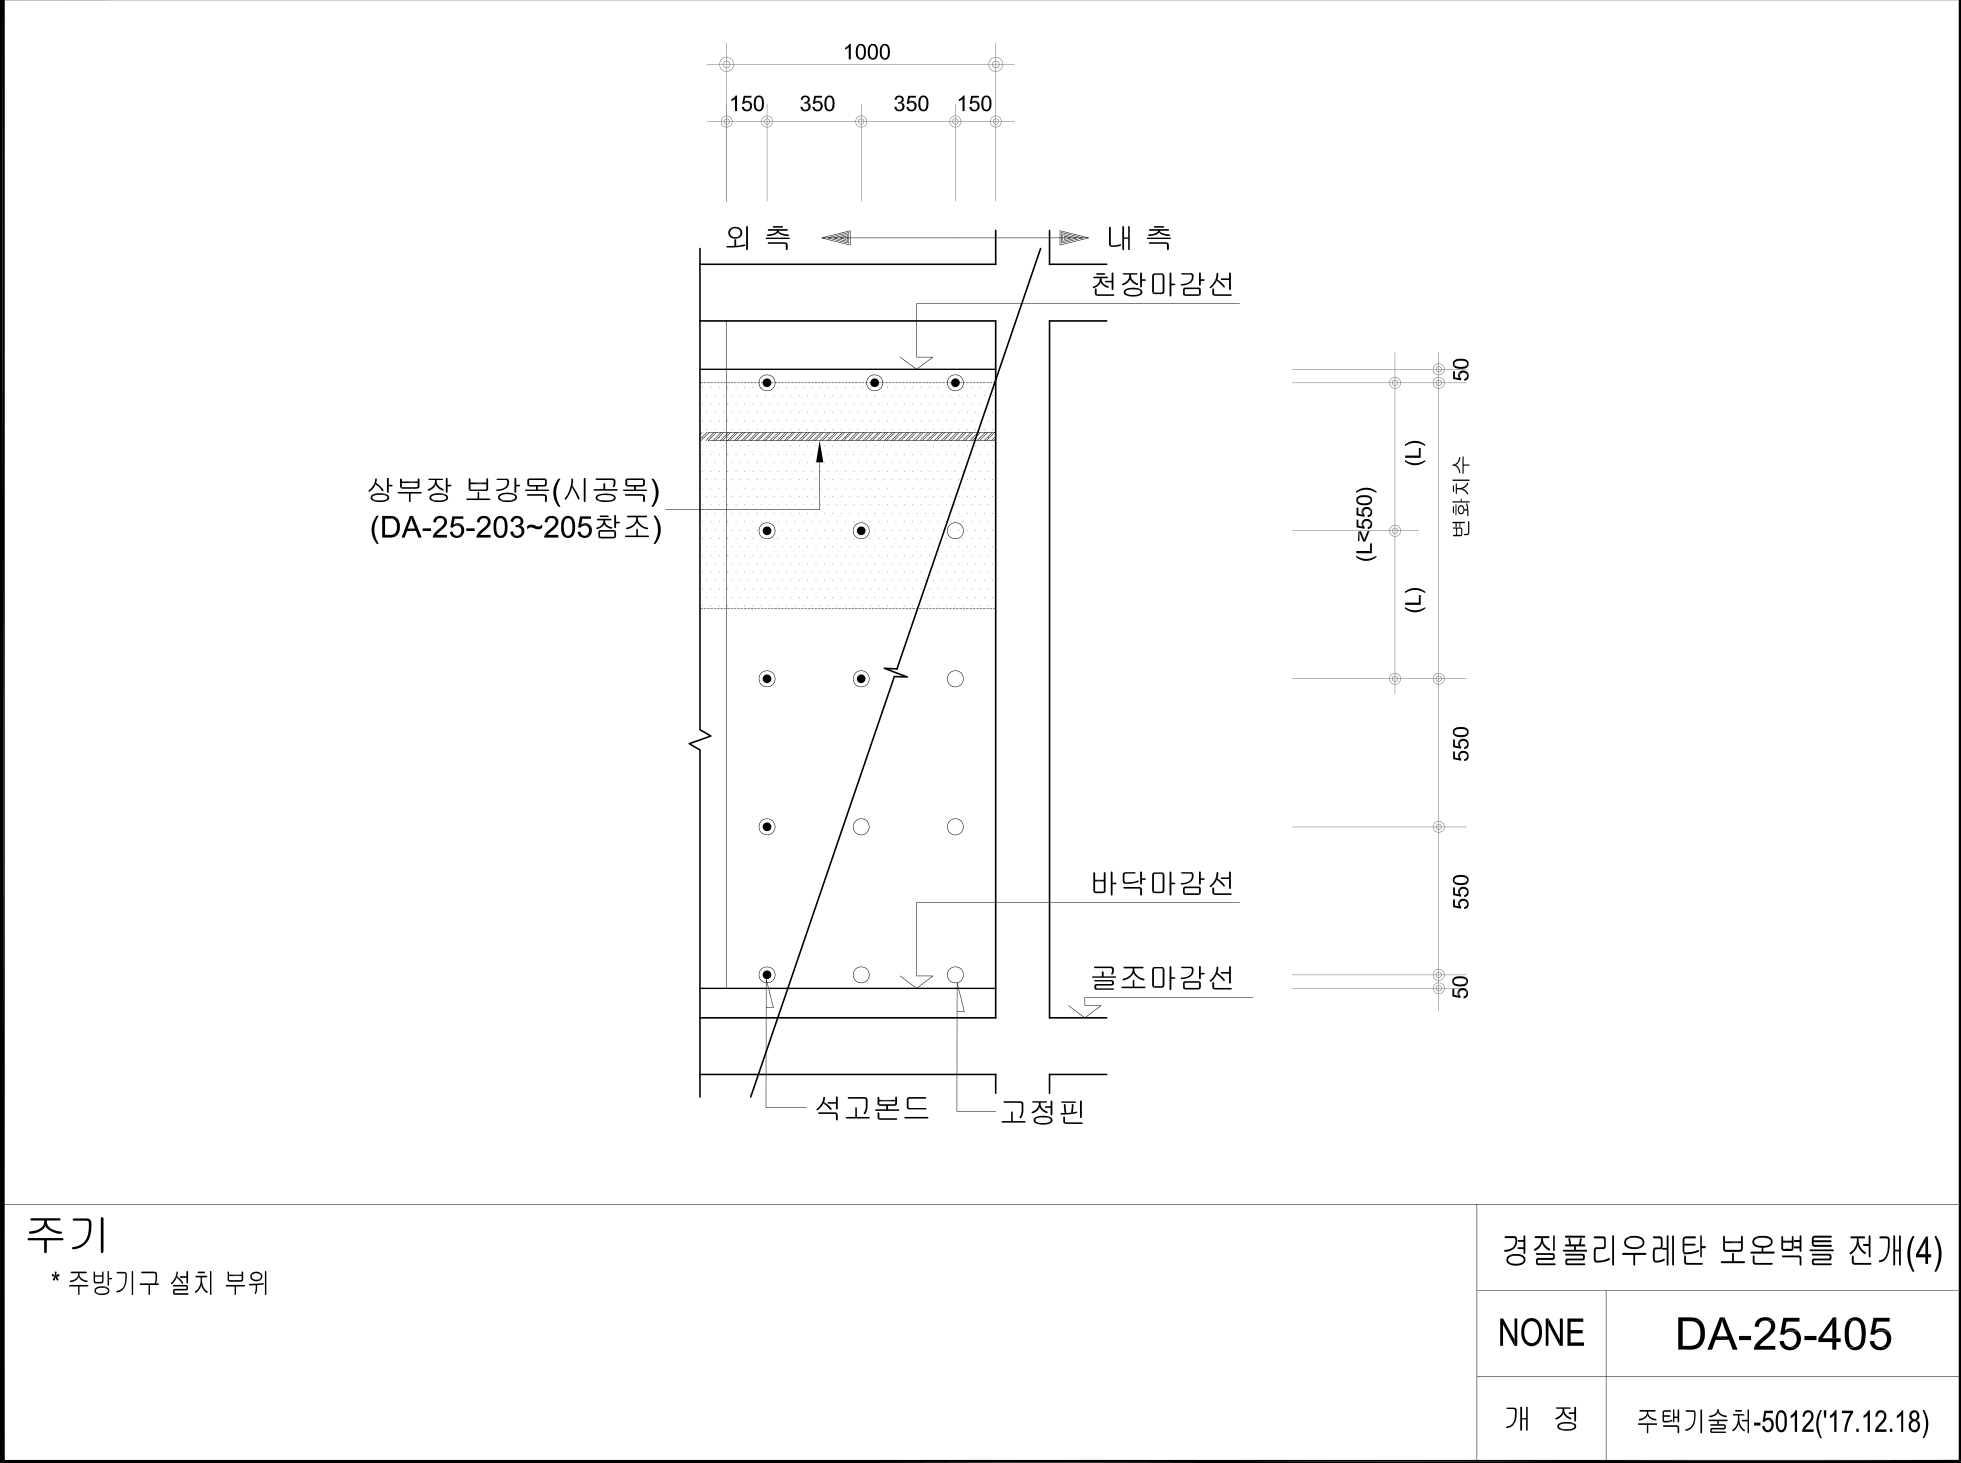 1000
150 350 350 150
외 측
내 측
천장마감선
상부장 보강목(시공목)
(DA-25-203~205참조)
50
(L)
변화치수
(L≤550)
(L)
550
550
50
바닥마감선
골조마감선
석고본드
고정핀
주기
* 주방기구 설치 부위
경질폴리우레탄 보온벽틀 전개(4)
NONE
DA-25-405
개 정
주택기술처-5012('17.12.18)